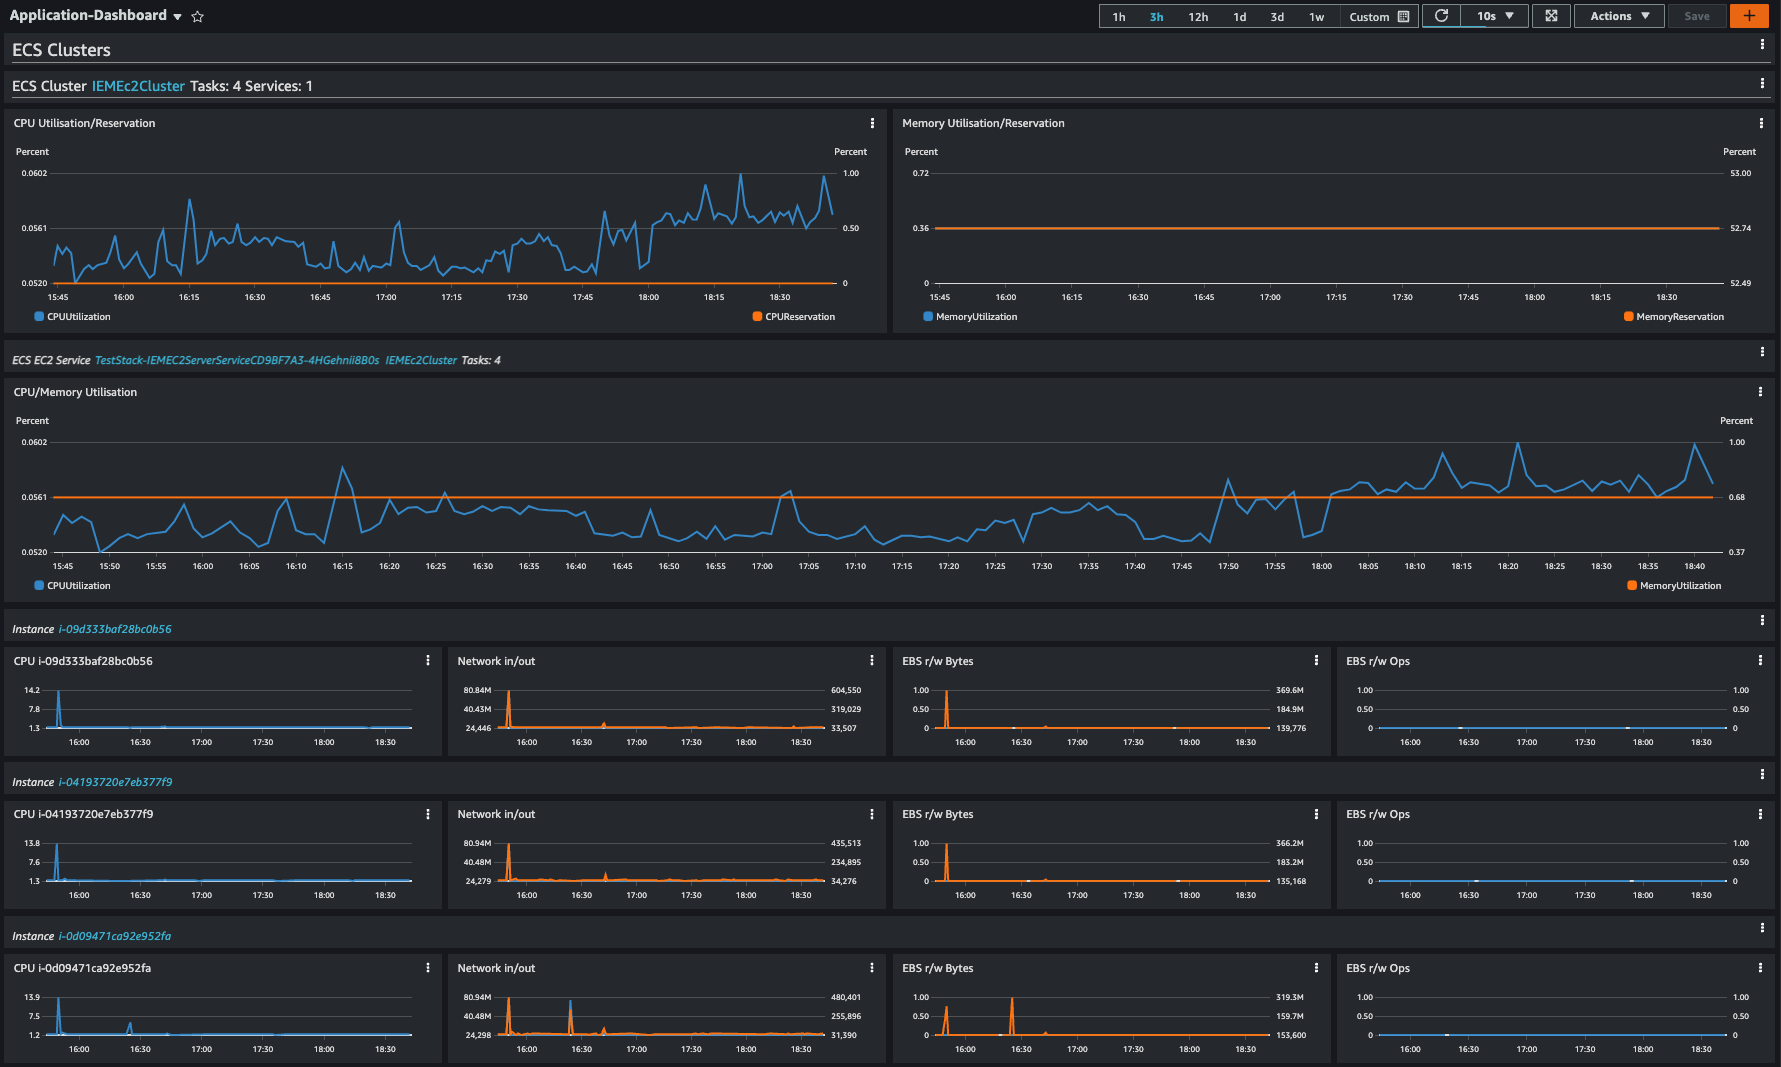 Application-Dashboard
1h 3h 12h 1d 3d 1w Custom 10s Actions Save +
ECS Clusters
ECS Cluster IEMEc2Cluster Tasks: 4 Services: 1
CPU Utilisation/Reservation
Percent Percent
0.0602 1.00
0.0561 0.50
0.0520 0
15:45 16:00 16:15 16:30 16:45 17:00 17:15 17:30 17:45 18:00 18:15 18:30
CPUUtilization CPUReservation
Memory Utilisation/Reservation
Percent Percent
0.72 53.00
0.36 52.74
0 52.49
15:45 16:00 16:15 16:30 16:45 17:00 17:15 17:30 17:45 18:00 18:15 18:30
MemoryUtilization MemoryReservation
ECS EC2 Service TestStack-IEMEC2ServerServiceCD9BF7A3-4HGehnii8B0s IEMEc2Cluster Tasks: 4
CPU/Memory Utilisation
Percent Percent
0.0602 1.00
0.0561 0.68
0.0520 0.37
15:45 15:50 15:55 16:00 16:05 16:10 16:15 16:20 16:25 16:30 16:35 16:40 16:45 16:50 16:55 17:00 17:05 17:10 17:15 17:20 17:25 17:30 17:35 17:40 17:45 17:50 17:55 18:00 18:05 18:10 18:15 18:20 18:25 18:30 18:35 18:40
CPUUtilization MemoryUtilization
Instance i-09d333baf28bc0b56
CPU i-09d333baf28bc0b56
14.2
7.8
1.3
16:00 16:30 17:00 17:30 18:00 18:30
Network in/out
80.84M 604,550
40.43M 319,029
24,446 33,507
16:00 16:30 17:00 17:30 18:00 18:30
EBS r/w Bytes
1.00 369.6M
0.50 184.9M
0 139,776
16:00 16:30 17:00 17:30 18:00 18:30
EBS r/w Ops
1.00 1.00
0.50 0.50
0 0
16:00 16:30 17:00 17:30 18:00 18:30
Instance i-04193720e7eb377f9
CPU i-04193720e7eb377f9
13.8
7.6
1.3
16:00 16:30 17:00 17:30 18:00 18:30
Network in/out
80.94M 435,513
40.48M 234,895
24,279 34,276
16:00 16:30 17:00 17:30 18:00 18:30
EBS r/w Bytes
1.00 366.2M
0.50 183.2M
0 135,168
16:00 16:30 17:00 17:30 18:00 18:30
EBS r/w Ops
1.00 1.00
0.50 0.50
0 0
16:00 16:30 17:00 17:30 18:00 18:30
Instance i-0d09471ca92e952fa
CPU i-0d09471ca92e952fa
13.9
7.5
1.2
16:00 16:30 17:00 17:30 18:00 18:30
Network in/out
80.94M 480,401
40.48M 255,896
24,298 31,390
16:00 16:30 17:00 17:30 18:00 18:30
EBS r/w Bytes
1.00 319.3M
0.50 159.7M
0 153,600
16:00 16:30 17:00 17:30 18:00 18:30
EBS r/w Ops
1.00 1.00
0.50 0.50
0 0
16:00 16:30 17:00 17:30 18:00 18:30